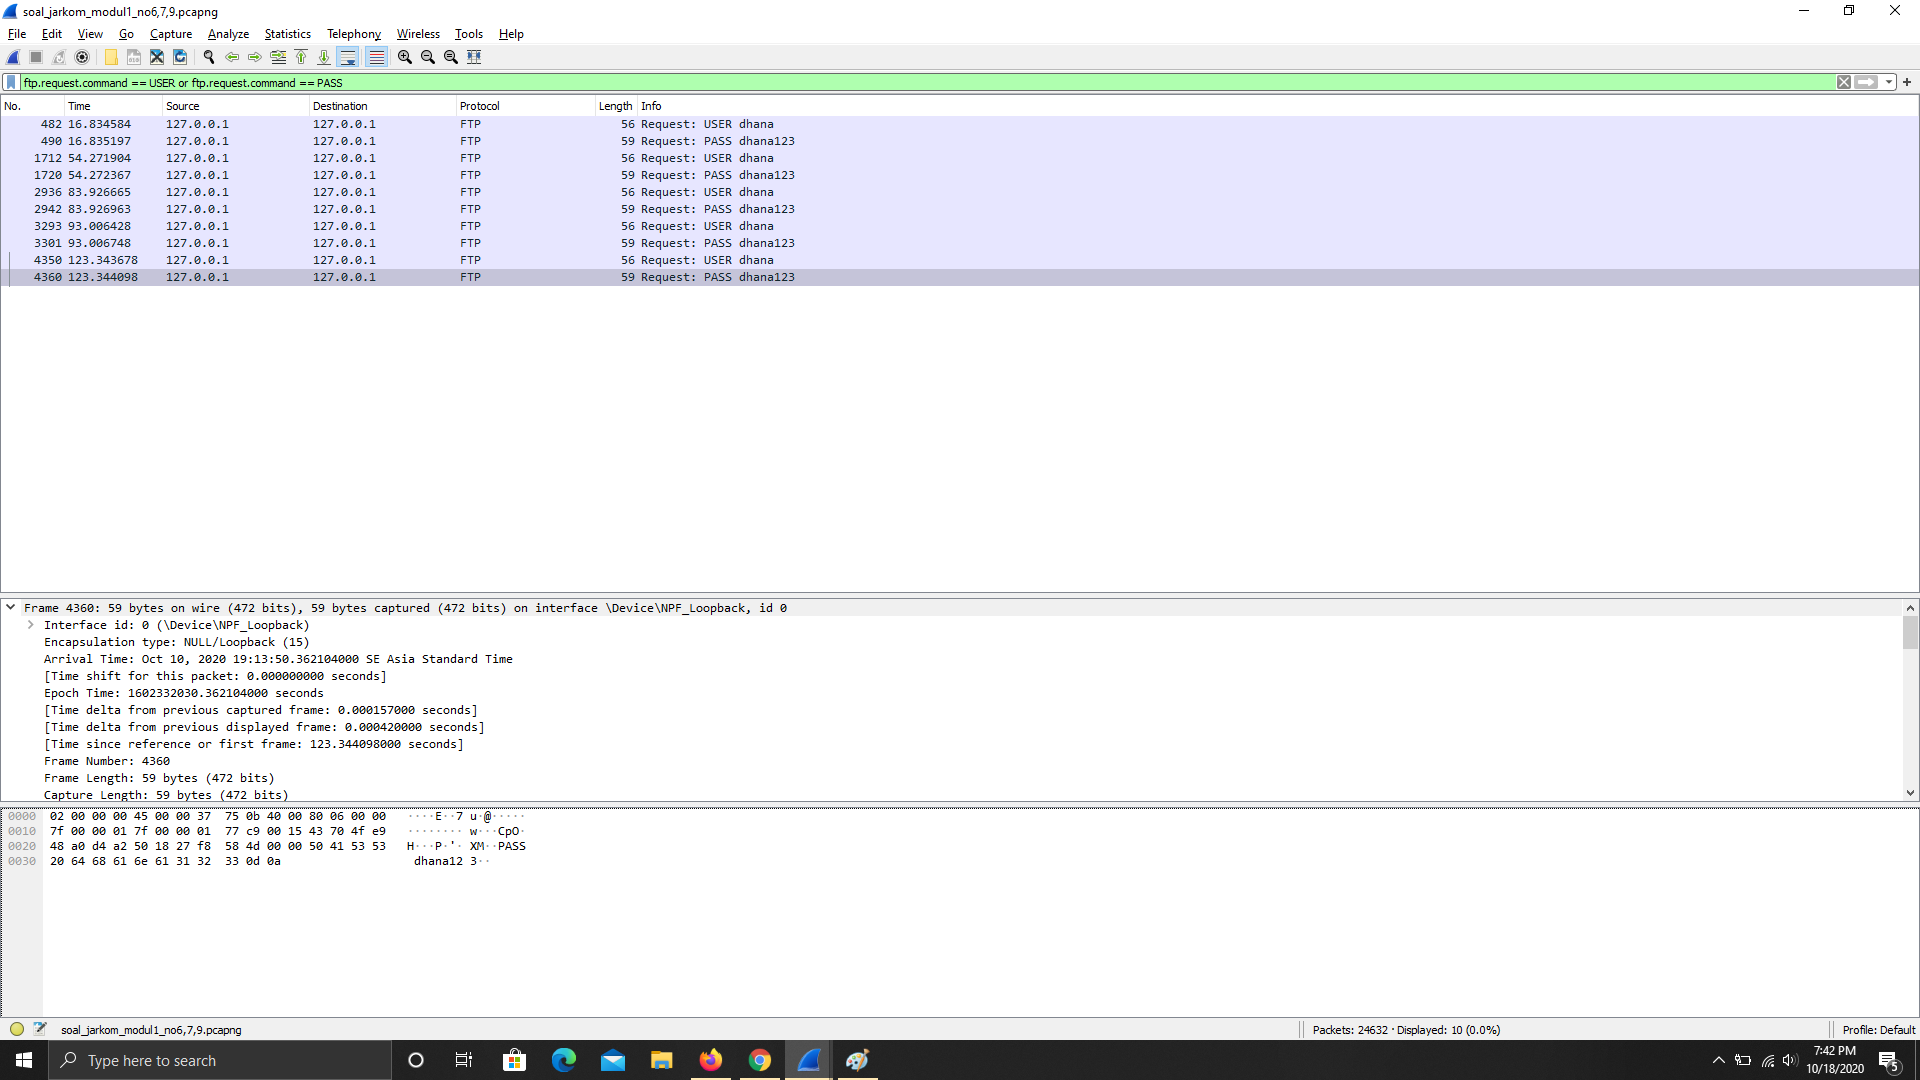 soal_jarkom_modul1_no6,7,9.pcapng
File Edit View Go Capture Analyze Statistics Telephony Wireless Tools Help
ftp.request.command == USER or ftp.request.command == PASS
No. Time Source Destination Protocol Length Info
482 16.834584 127.0.0.1 127.0.0.1 FTP 56 Request: USER dhana
490 16.835197 127.0.0.1 127.0.0.1 FTP 59 Request: PASS dhana123
1712 54.271904 127.0.0.1 127.0.0.1 FTP 56 Request: USER dhana
1720 54.272367 127.0.0.1 127.0.0.1 FTP 59 Request: PASS dhana123
2936 83.926665 127.0.0.1 127.0.0.1 FTP 56 Request: USER dhana
2942 83.926963 127.0.0.1 127.0.0.1 FTP 59 Request: PASS dhana123
3293 93.006428 127.0.0.1 127.0.0.1 FTP 56 Request: USER dhana
3301 93.006748 127.0.0.1 127.0.0.1 FTP 59 Request: PASS dhana123
4350 123.343678 127.0.0.1 127.0.0.1 FTP 56 Request: USER dhana
4360 123.344098 127.0.0.1 127.0.0.1 FTP 59 Request: PASS dhana123
Frame 4360: 59 bytes on wire (472 bits), 59 bytes captured (472 bits) on interface \Device\NPF_Loopback, id 0
Interface id: 0 (\Device\NPF_Loopback)
Encapsulation type: NULL/Loopback (15)
Arrival Time: Oct 10, 2020 19:13:50.362104000 SE Asia Standard Time
[Time shift for this packet: 0.000000000 seconds]
Epoch Time: 1602332030.362104000 seconds
[Time delta from previous captured frame: 0.000157000 seconds]
[Time delta from previous displayed frame: 0.000420000 seconds]
[Time since reference or first frame: 123.344098000 seconds]
Frame Number: 4360
Frame Length: 59 bytes (472 bits)
Capture Length: 59 bytes (472 bits)
0000 02 00 00 00 45 00 00 37 75 0b 40 00 80 06 00 00 ····E··7 u·@·····
0010 7f 00 00 01 7f 00 00 01 77 c9 00 15 43 70 4f e9 ········ w···CpO·
0020 48 a0 d4 a2 50 18 27 f8 58 4d 00 00 50 41 53 53 H···P·'· XM··PASS
0030 20 64 68 61 6e 61 31 32 33 0d 0a dhana12 3··
soal_jarkom_modul1_no6,7,9.pcapng
Packets: 24632 · Displayed: 10 (0.0%)
Profile: Default
Type here to search
7:42 PM
10/18/2020
5